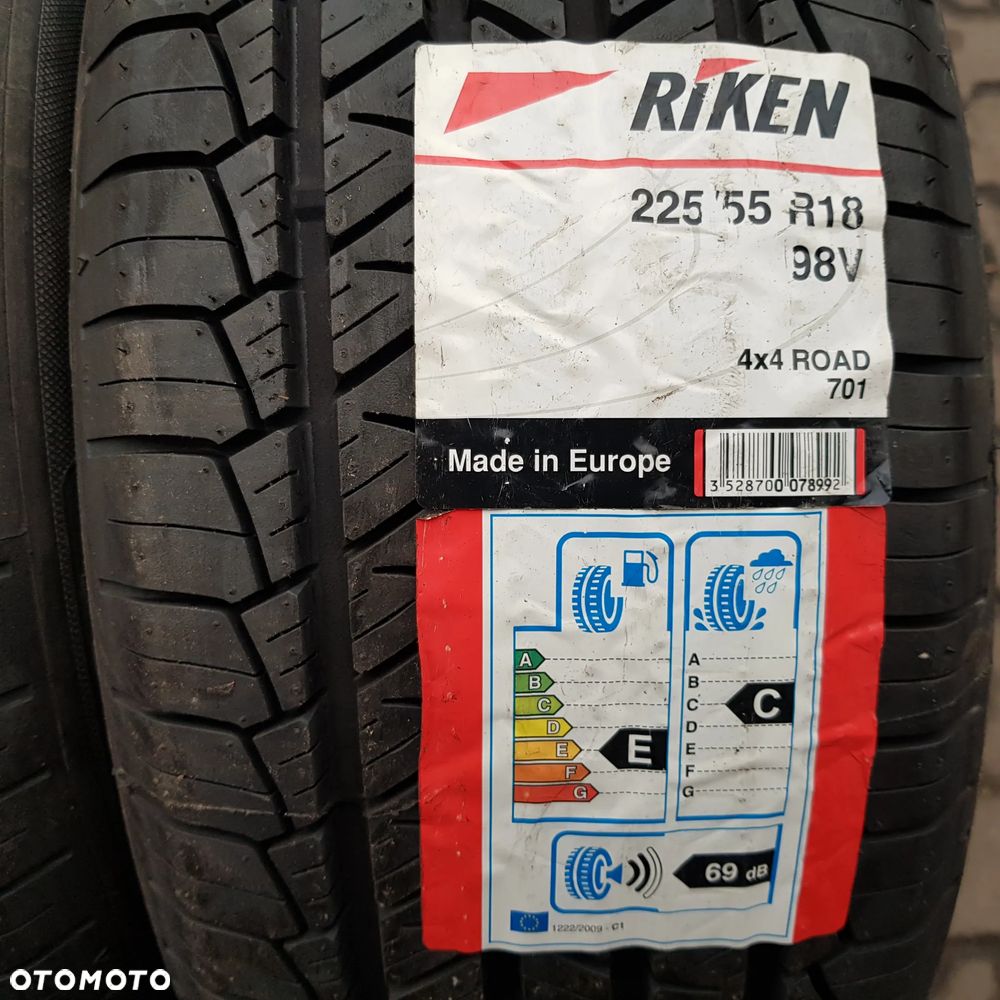 RIKEN
225/55 R18
98V
4x4 ROAD
701
Made in Europe
3 528700 078992
A
B
C
D
E
F
G
E
A
B
C
D
E
F
G
C
69 dB
1222/2009 - C1
OTOMOTO